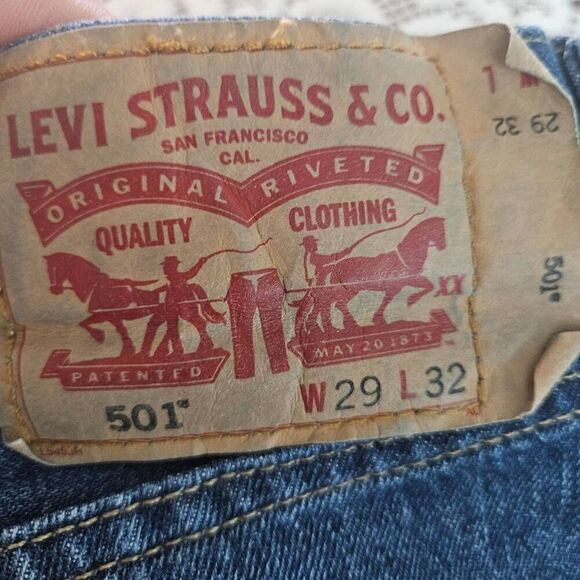 LEVI STRAUSS & CO.
SAN FRANCISCO
CAL.
ORIGINAL RIVETED
QUALITY CLOTHING
XX
PATENTED MAY 20 1873
501® W 29 L 32
29 32
501®